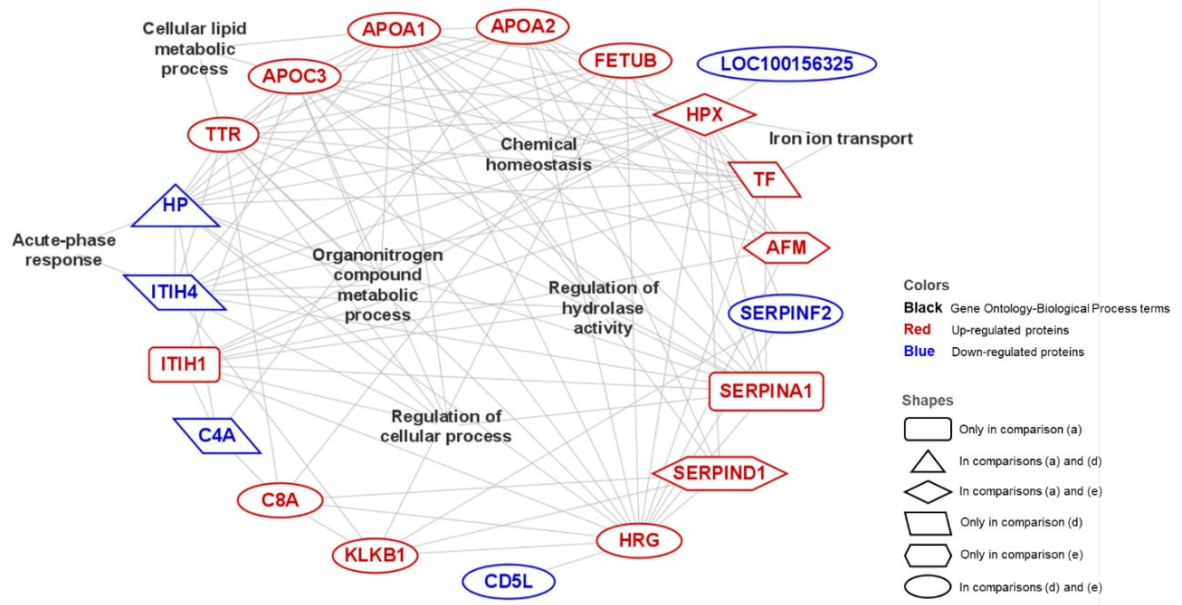 Cellular lipid
metabolic
process
APOA1
APOA2
FETUB
LOC100156325
APOC3
HPX
TTR
Chemical
homeostasis
Iron ion transport
TF
HP
Acute-phase
response
AFM
Organonitrogen
compound
metabolic
process
ITIH4
Regulation of
hydrolase
activity
SERPINF2
ITIH1
SERPINA1
C4A
Regulation of
cellular process
SERPIND1
C8A
KLKB1
HRG
CD5L
Colors
Black Gene Ontology-Biological Process terms
Red Up-regulated proteins
Blue Down-regulated proteins
Shapes
Only in comparison (a)
In comparisons (a) and (d)
In comparisons (a) and (e)
Only in comparison (d)
Only in comparison (e)
In comparisons (d) and (e)